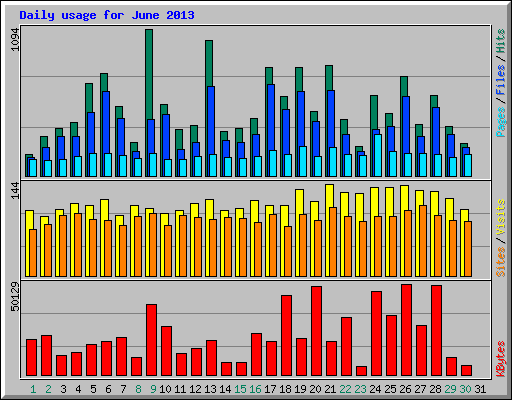 Daily usage for June 2013
1094
Pages / Files / Hits
144
Sites / Visits
50129
KBytes
1 2 3 4 5 6 7 8 9 10 11 12 13 14 15 16 17 18 19 20 21 22 23 24 25 26 27 28 29 30 31